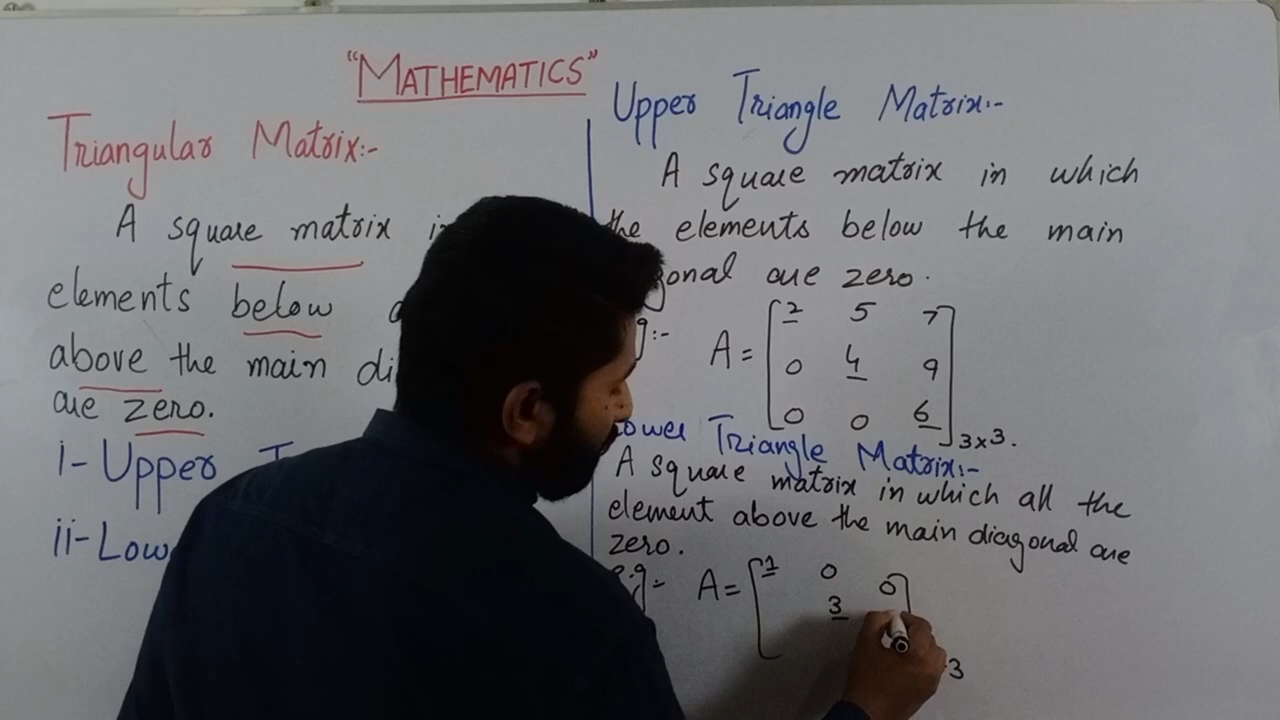 "MATHEMATICS"
Triangular Matrix:-
A square matrix
elements below
above the main
are zero.
i- Upper
ii- Low
Upper Triangle Matrix:-
A square matrix in which
the elements below the main
are zero.
A = [2 5 7
0 4 9
0 0 6] 3x3.
Lower Triangle Matrix:-
A square matrix in which all the
element above the main diagonal are
zero.
e.g:- A = [1 0 0]
3
3